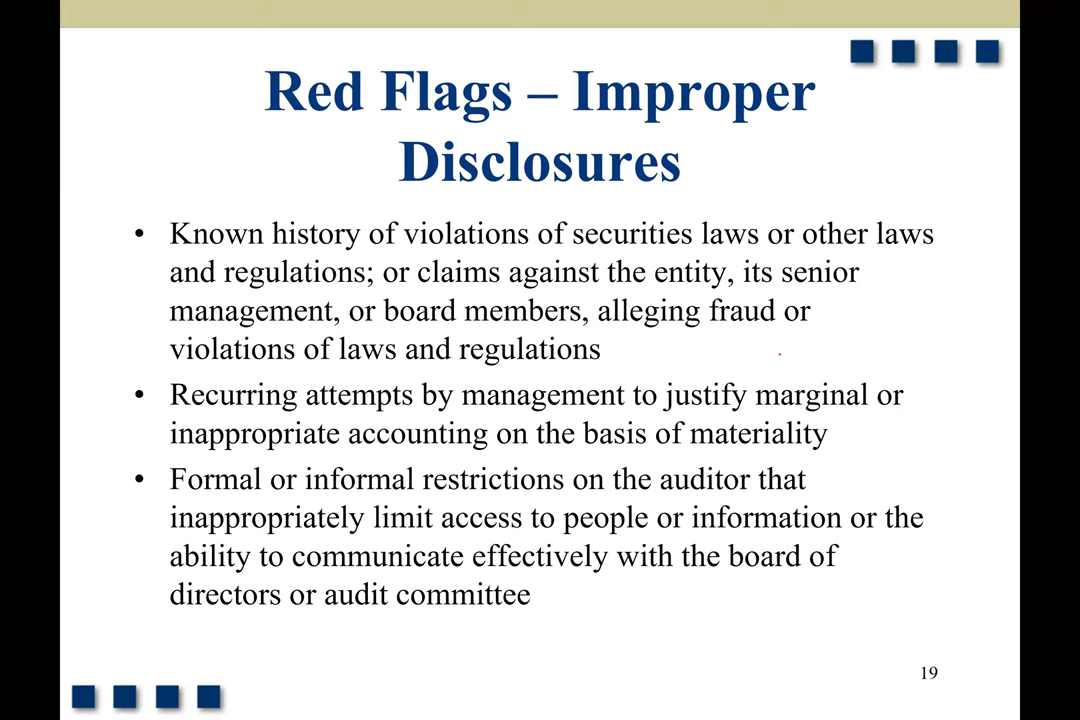 Red Flags – Improper
Disclosures
• Known history of violations of securities laws or other laws
and regulations; or claims against the entity, its senior
management, or board members, alleging fraud or
violations of laws and regulations
• Recurring attempts by management to justify marginal or
inappropriate accounting on the basis of materiality
• Formal or informal restrictions on the auditor that
inappropriately limit access to people or information or the
ability to communicate effectively with the board of
directors or audit committee
19